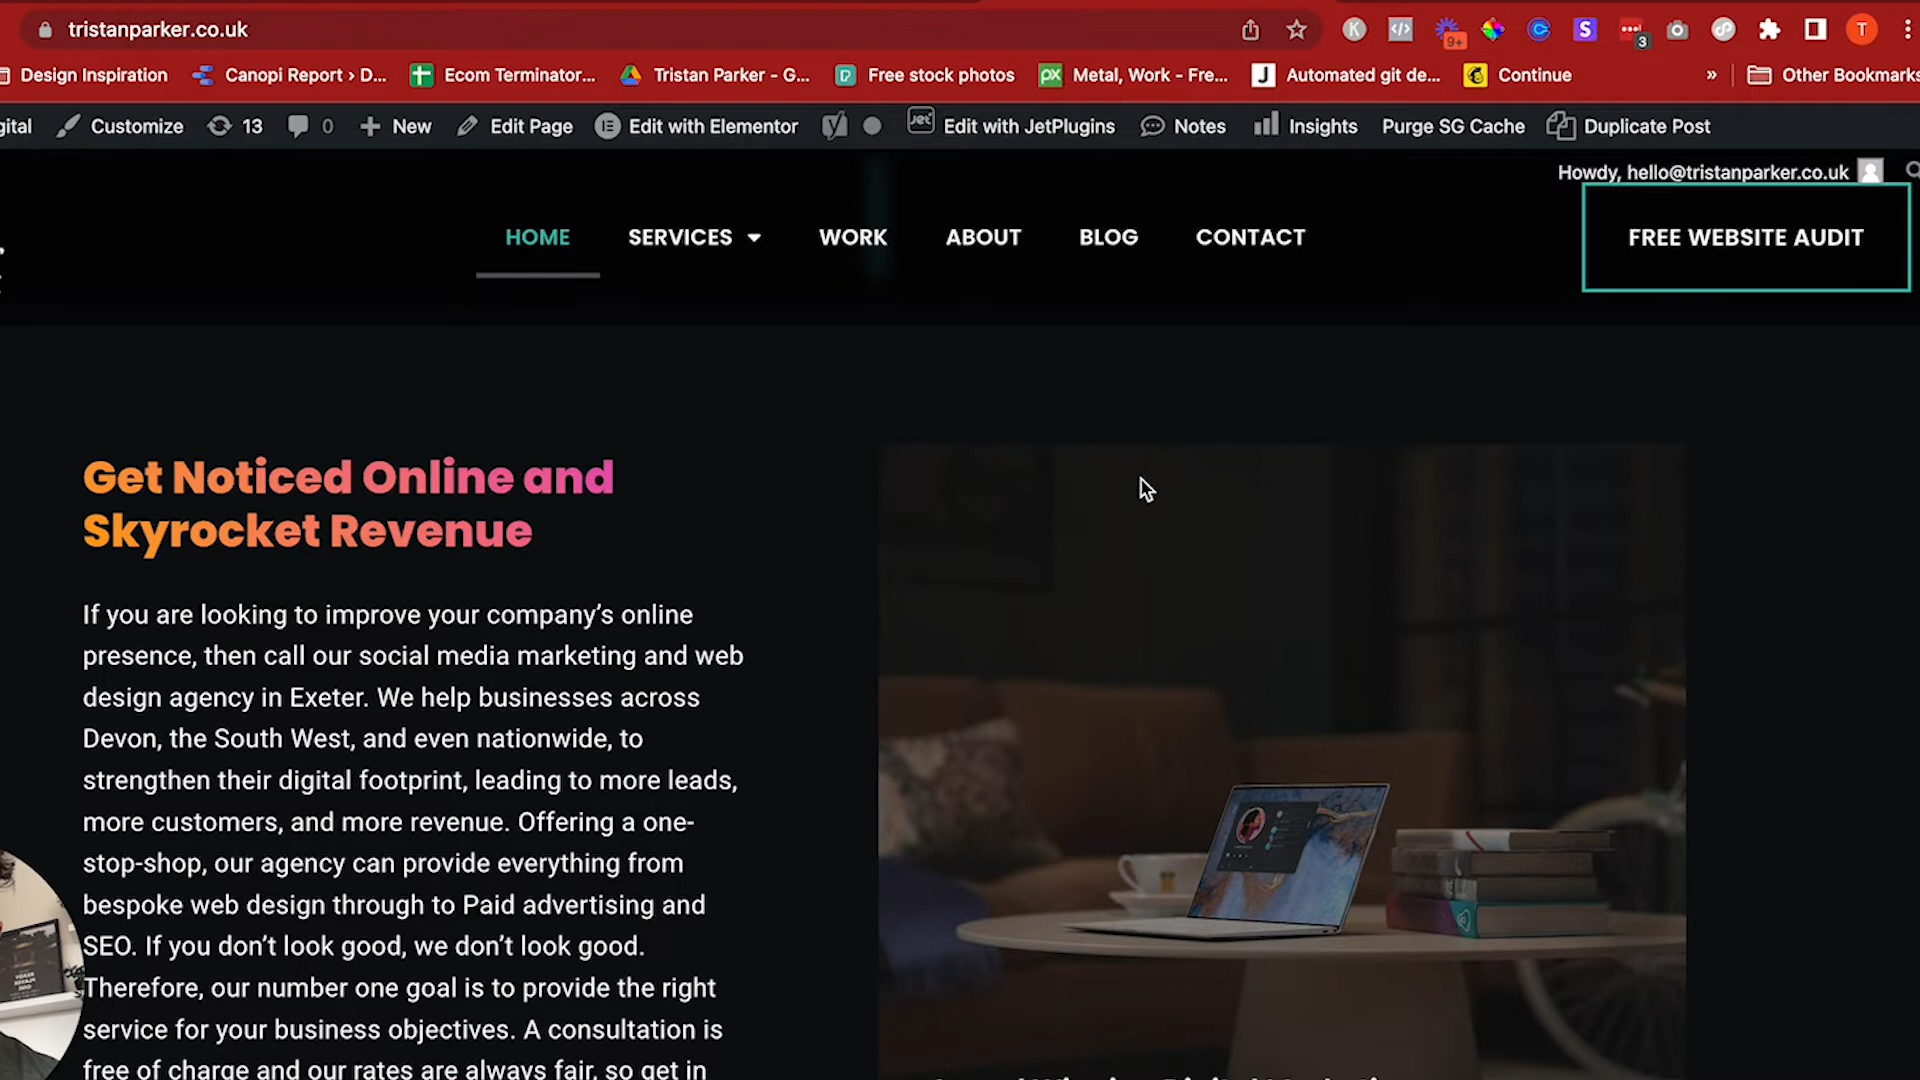 tristanparker.co.uk
9+
3
T
Design Inspiration
Canopi Report › D...
Ecom Terminator...
Tristan Parker - G...
Free stock photos
px
Metal, Work - Fre...
J
Automated git de...
Continue
»
Other Bookmarks
gital
Customize
13
0
New
Edit Page
Edit with Elementor
Jet
Edit with JetPlugins
Notes
Insights
Purge SG Cache
Duplicate Post
Howdy, hello@tristanparker.co.uk
HOME
SERVICES
WORK
ABOUT
BLOG
CONTACT
FREE WEBSITE AUDIT
Get Noticed Online and
Skyrocket Revenue
If you are looking to improve your company’s online
presence, then call our social media marketing and web
design agency in Exeter. We help businesses across
Devon, the South West, and even nationwide, to
strengthen their digital footprint, leading to more leads,
more customers, and more revenue. Offering a one-
stop-shop, our agency can provide everything from
bespoke web design through to Paid advertising and
SEO. If you don’t look good, we don’t look good.
Therefore, our number one goal is to provide the right
service for your business objectives. A consultation is
free of charge and our rates are always fair, so get in